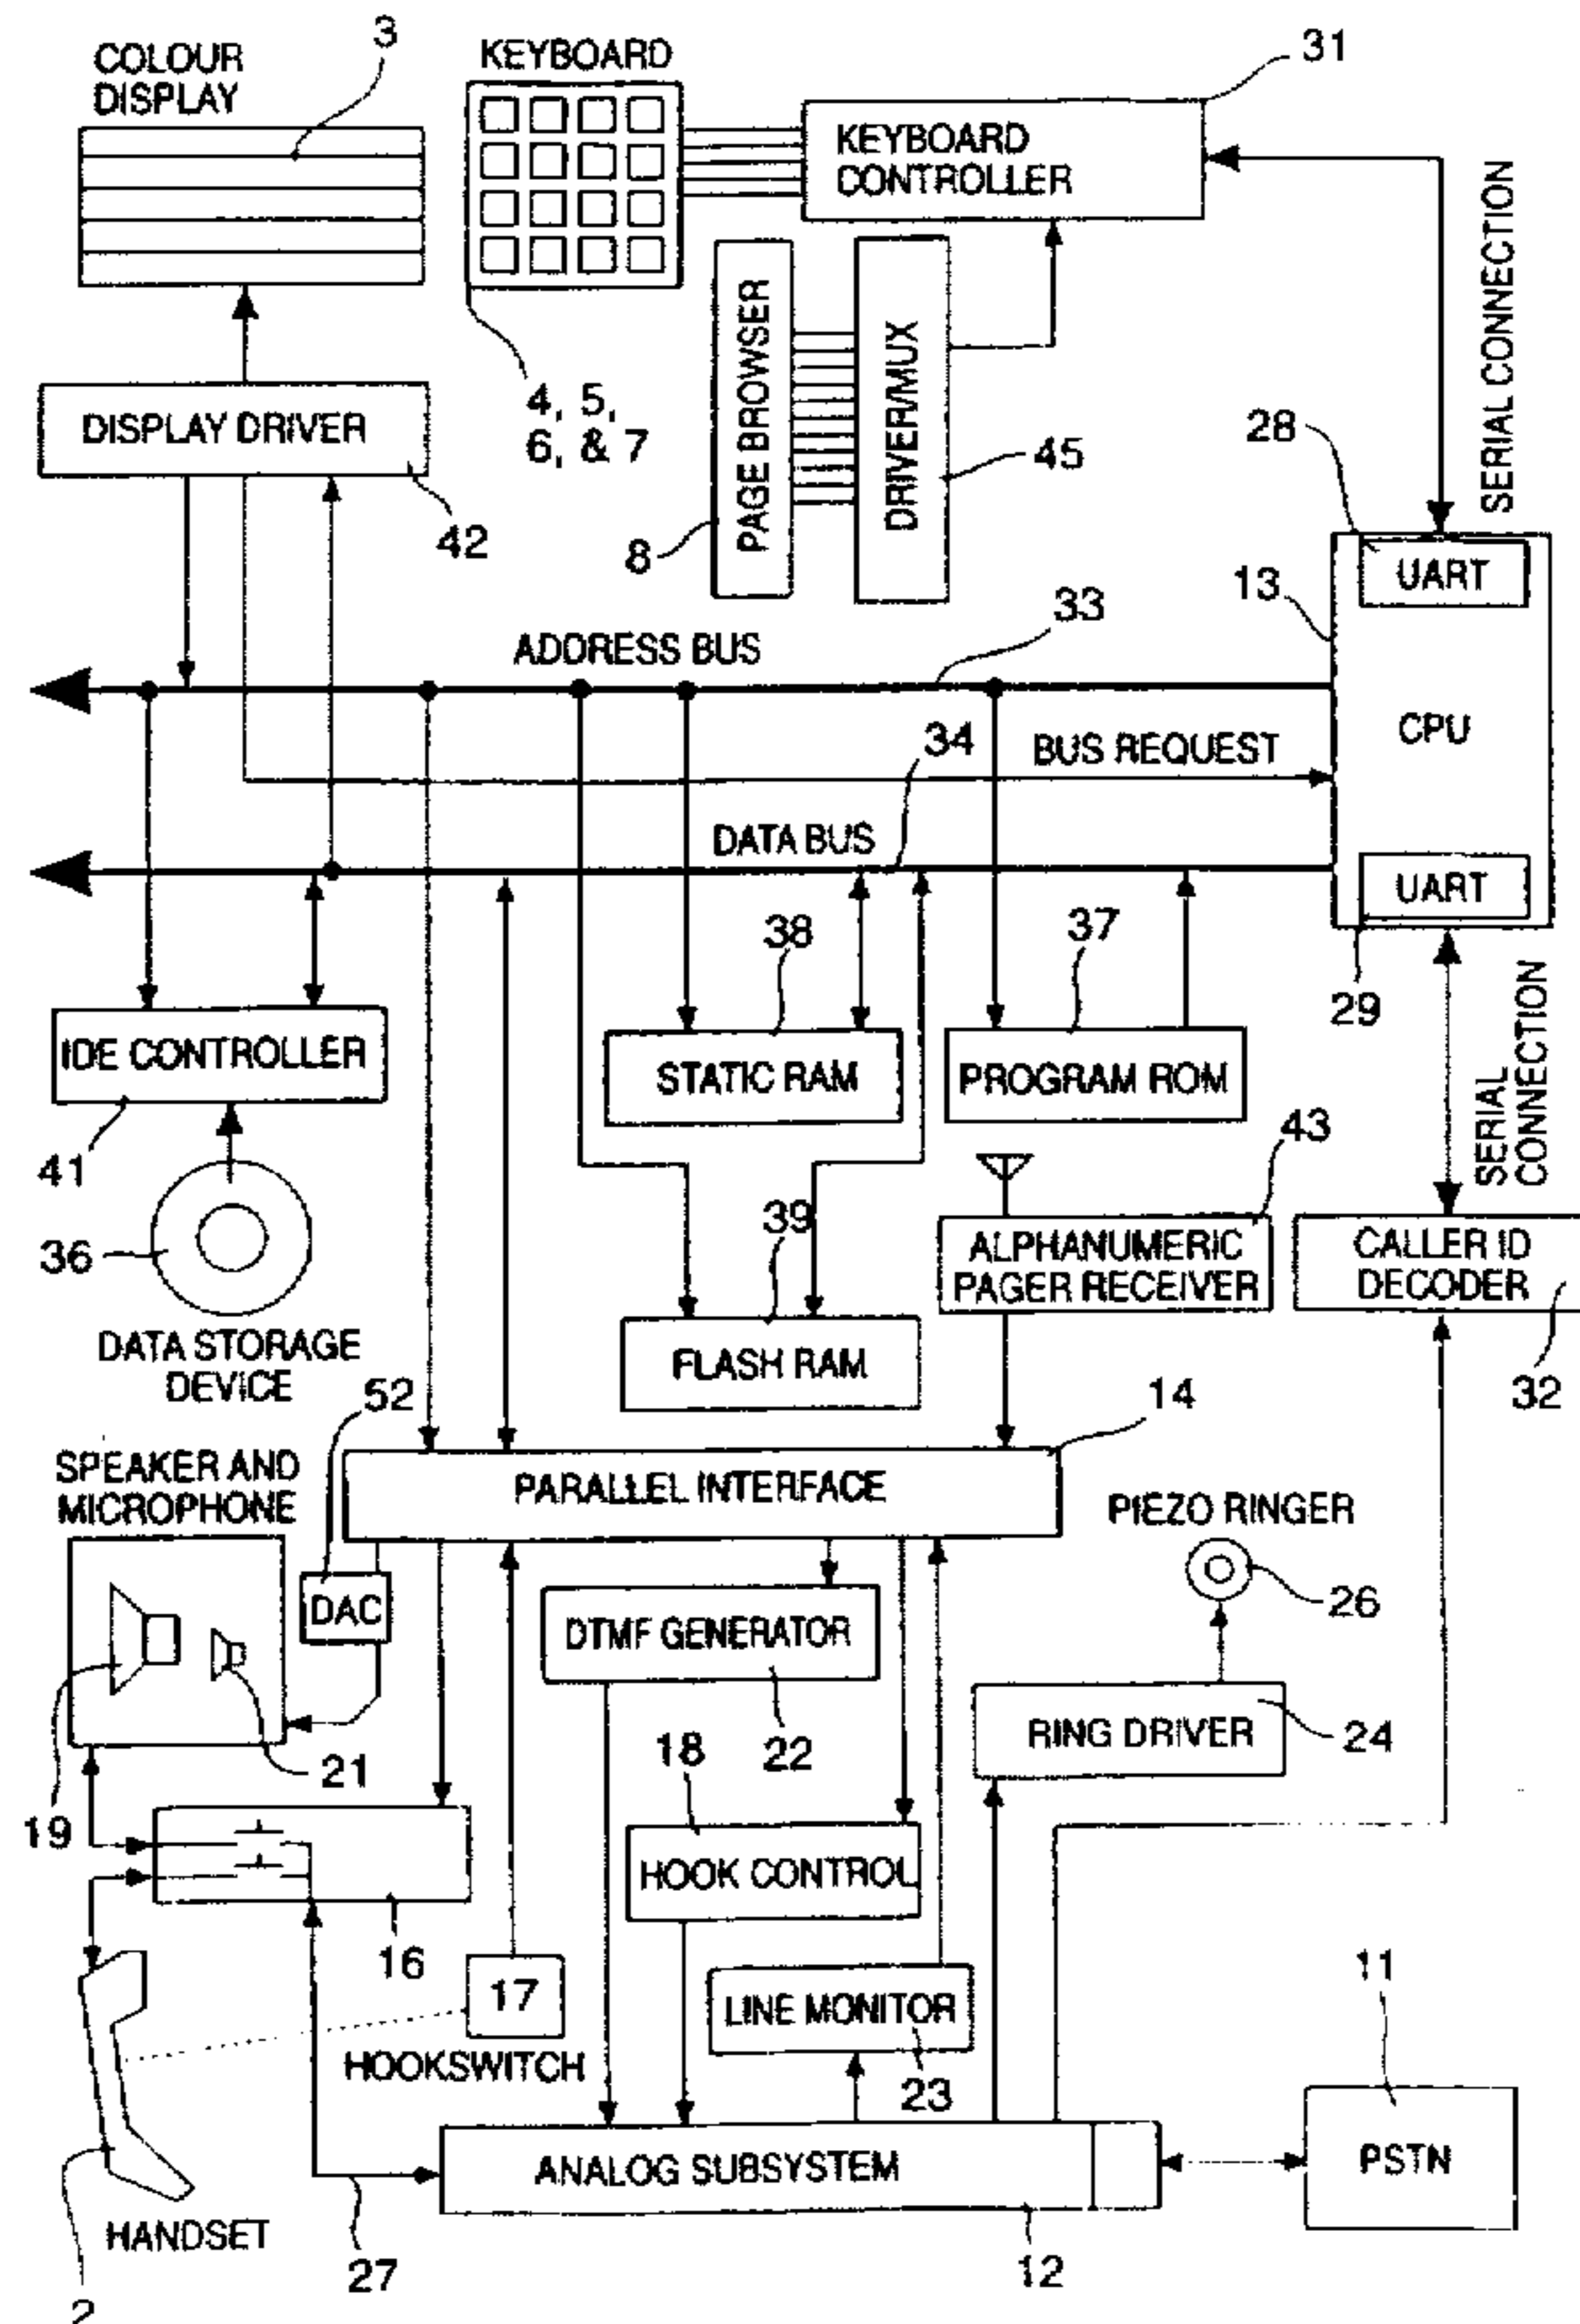 COLOUR
DISPLAY
3
KEYBOARD
31
KEYBOARD
CONTROLLER
SERIAL CONNECTION
PAGE BROWSER
DRIVER/MUX
4, 5,
6, & 7
DISPLAY DRIVER
42
8
45
28
UART
13
33
ADDRESS BUS
CPU
34
BUS REQUEST
DATA BUS
UART
29
38
37
IDE CONTROLLER
STATIC RAM
PROGRAM ROM
SERIAL
CONNECTION
41
43
36
39
ALPHANUMERIC
PAGER RECEIVER
CALLER ID
DECODER
DATA STORAGE
DEVICE
FLASH RAM
32
52
14
SPEAKER AND
MICROPHONE
PARALLEL INTERFACE
PIEZO RINGER
DAC
26
DTMF GENERATOR
22
RING DRIVER
24
19
21
18
HOOK CONTROL
16
17
11
LINE MONITOR
HOOKSWITCH
23
ANALOG SUBSYSTEM
PSTN
HANDSET
27
12
2